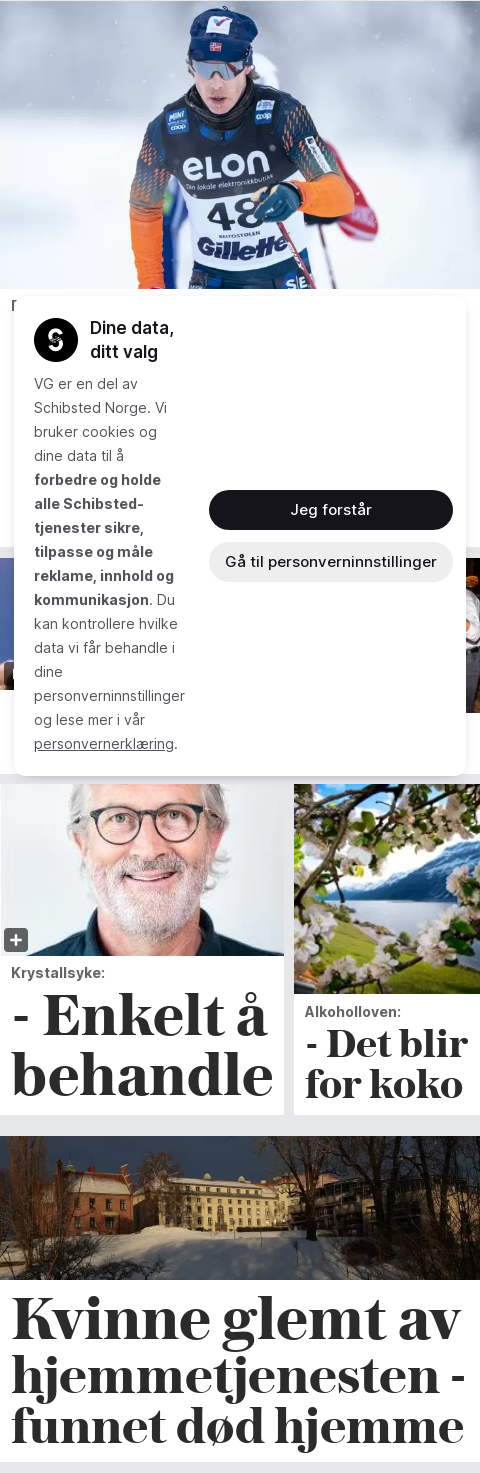 MINI
coop
coop
elon
Din lokale elektronikkbutikk
48
BEITOSTØLEN
Gillette
Dine data,
ditt valg
VG er en del av
Schibsted Norge. Vi
bruker cookies og
dine data til å
forbedre og holde
alle Schibsted-
tjenester sikre,
tilpasse og måle
reklame, innhold og
kommunikasjon. Du
kan kontrollere hvilke
data vi får behandle i
dine
personverninnstillinger
og lese mer i vår
personvernerklæring.
Jeg forstår
Gå til personverninnstillinger
Krystallsyke:
- Enkelt å
behandle
Alkoholloven:
- Det blir
for koko
Kvinne glemt av
hjemmetjenesten -
funnet død hjemme